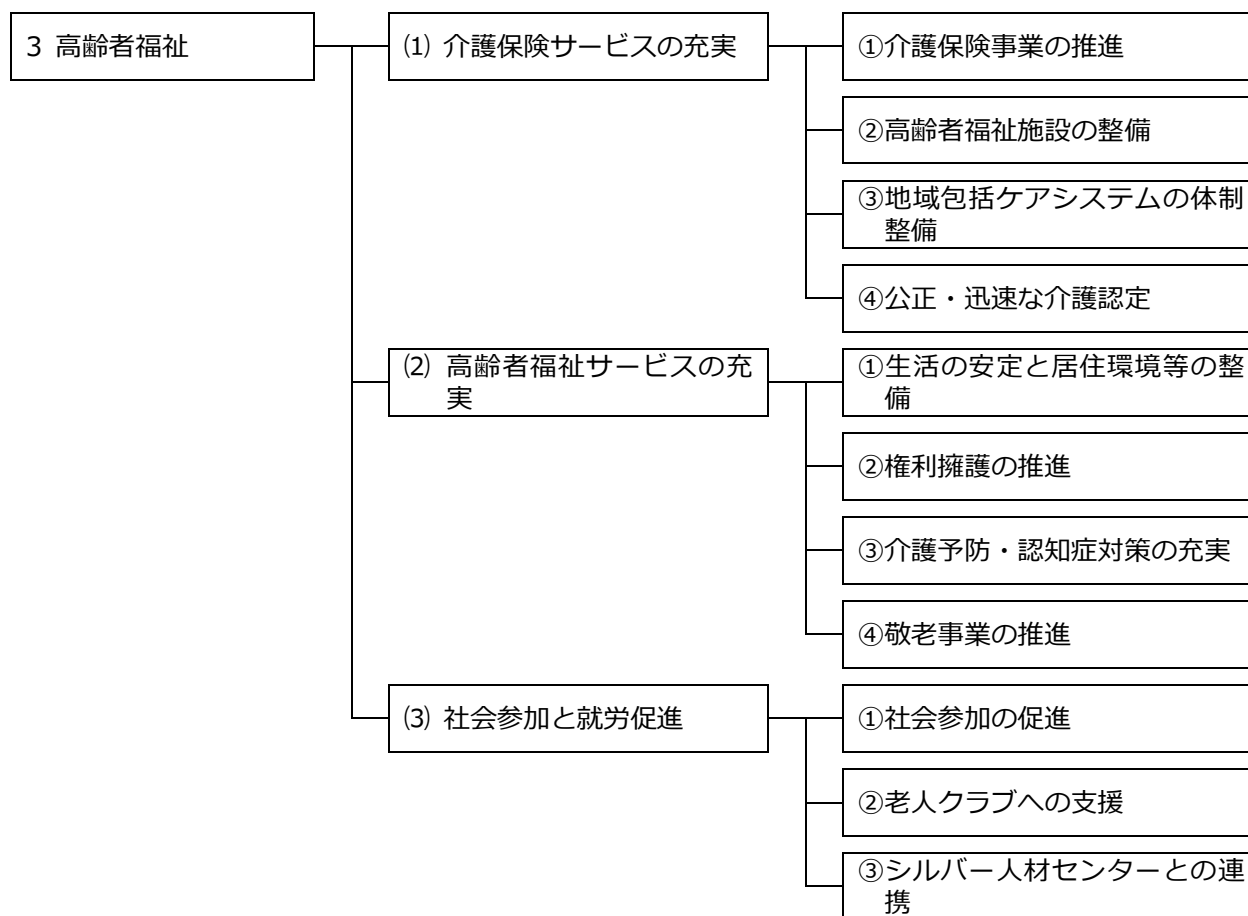 3 高齢者福祉
⑴ 介護保険サービスの充実
①介護保険事業の推進
②高齢者福祉施設の整備
③地域包括ケアシステムの体制
整備
④公正・迅速な介護認定
⑵ 高齢者福祉サービスの充
実
①生活の安定と居住環境等の整
備
②権利擁護の推進
③介護予防・認知症対策の充実
④敬老事業の推進
⑶ 社会参加と就労促進
①社会参加の促進
②老人クラブへの支援
③シルバー人材センターとの連
携